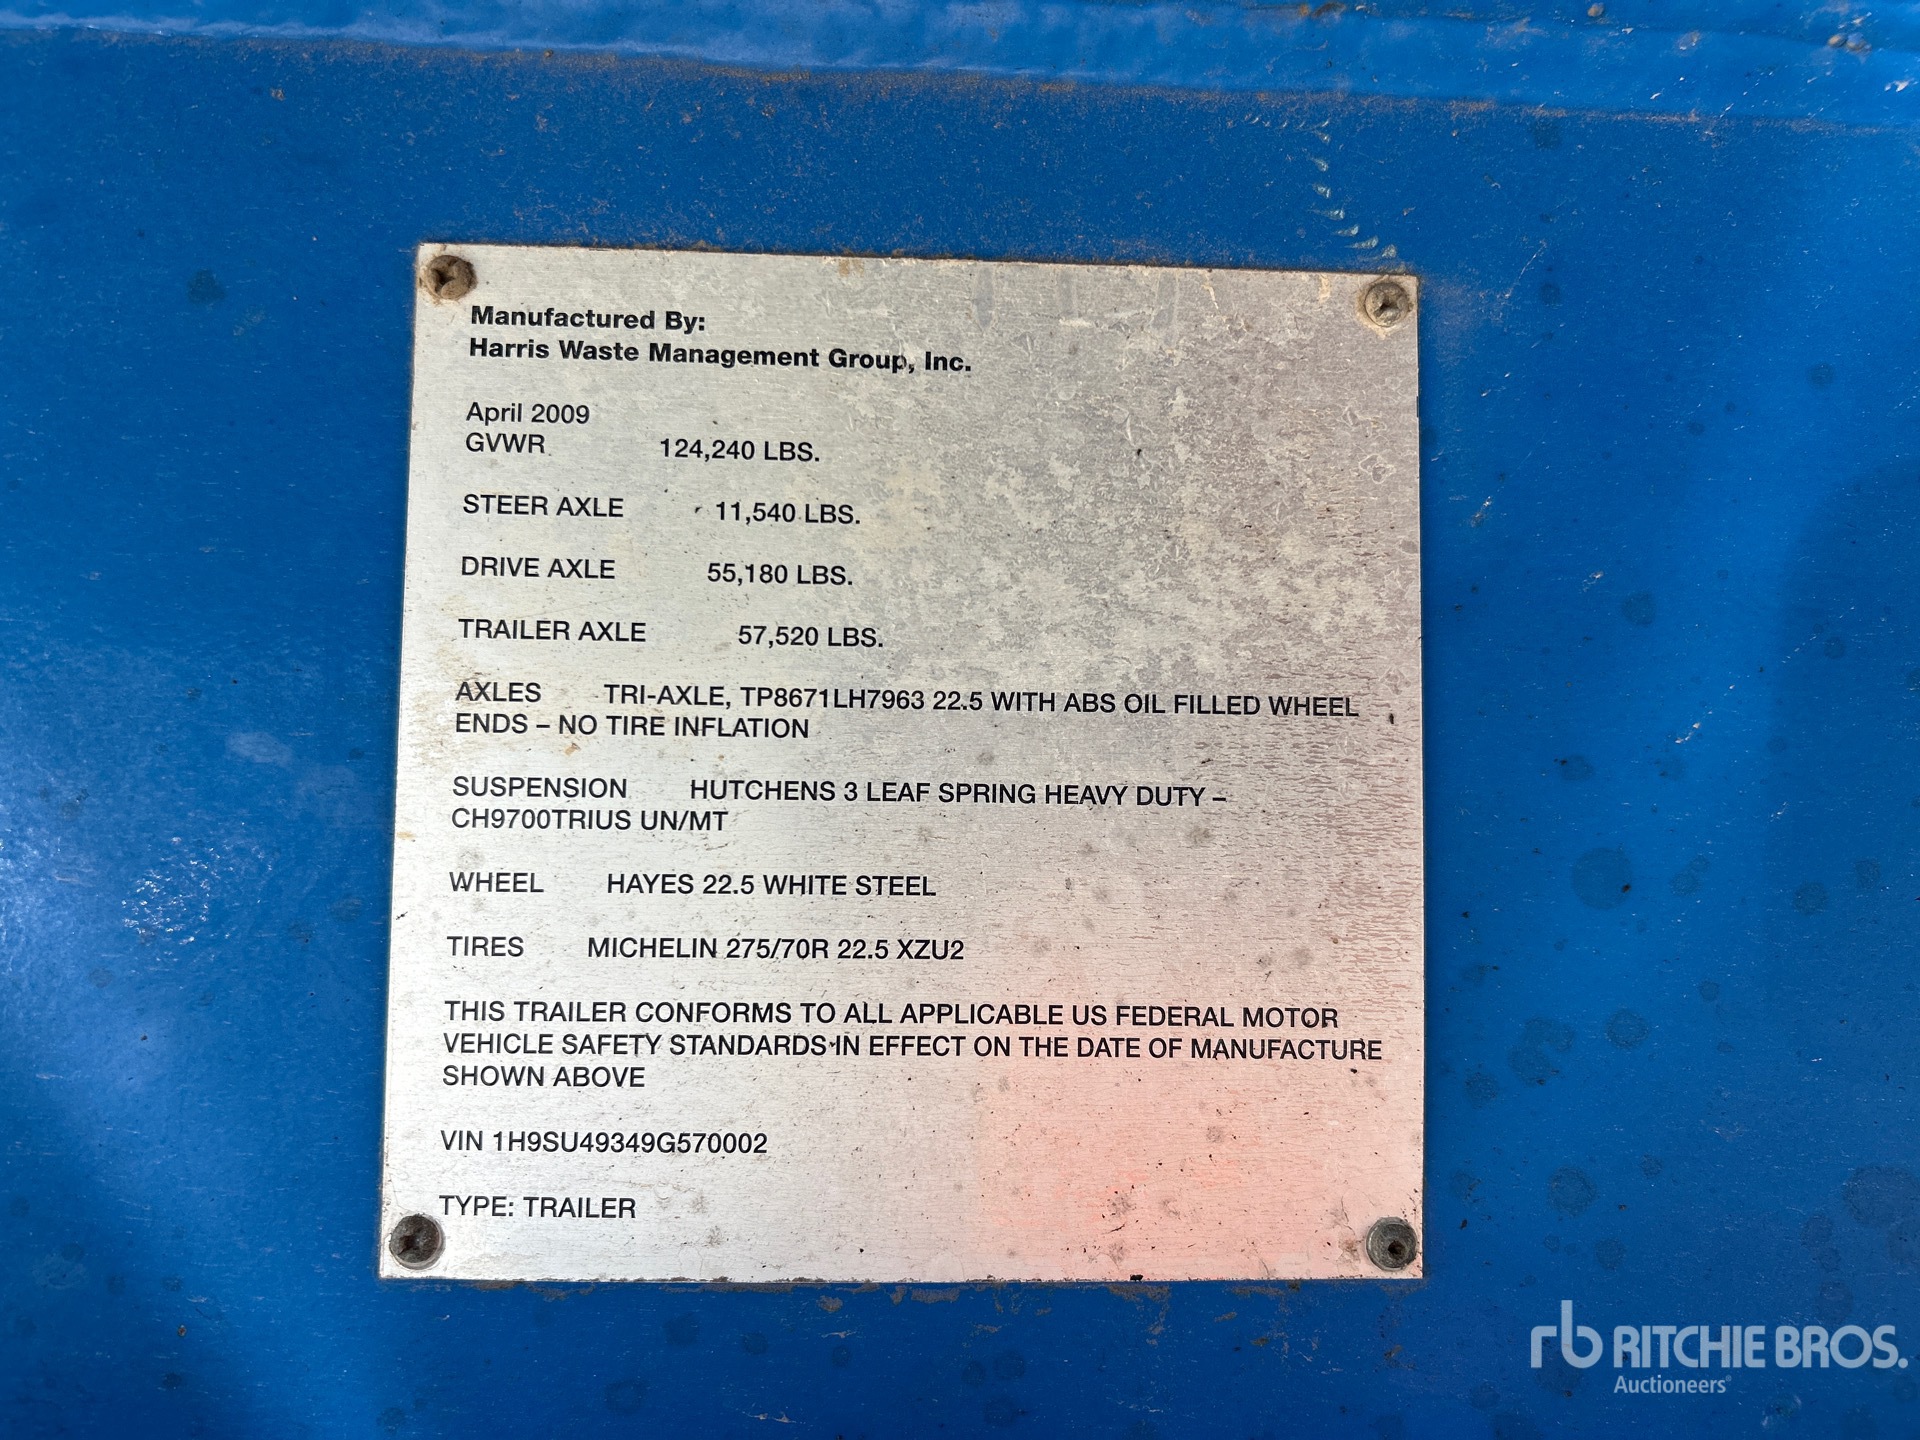 Manufactured By:
Harris Waste Management Group, Inc.
April 2009
GVWR 124,240 LBS.
STEER AXLE 11,540 LBS.
DRIVE AXLE 55,180 LBS.
TRAILER AXLE 57,520 LBS.
AXLES TRI-AXLE, TP8671LH7963 22.5 WITH ABS OIL FILLED WHEEL
ENDS – NO TIRE INFLATION
SUSPENSION HUTCHENS 3 LEAF SPRING HEAVY DUTY –
CH9700TRIUS UN/MT
WHEEL HAYES 22.5 WHITE STEEL
TIRES MICHELIN 275/70R 22.5 XZU2
THIS TRAILER CONFORMS TO ALL APPLICABLE US FEDERAL MOTOR
VEHICLE SAFETY STANDARDS IN EFFECT ON THE DATE OF MANUFACTURE
SHOWN ABOVE
VIN 1H9SU49349G570002
TYPE: TRAILER
rb RITCHIE BROS.
Auctioneers®